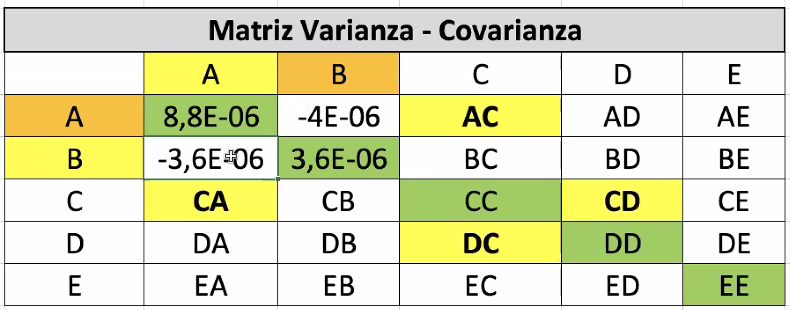 Matriz Varianza - Covarianza
A B C D E
A 8,8E-06 -4E-06 AC AD AE
B -3,6E-06 3,6E-06 BC BD BE
C CA CB CC CD CE
D DA DB DC DD DE
E EA EB EC ED EE